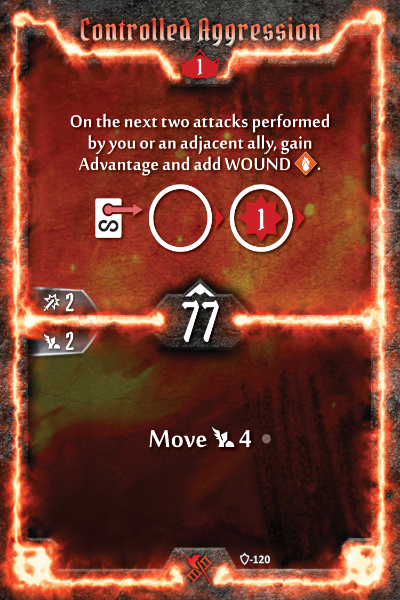 Controlled Aggression
1
On the next two attacks performed
by you or an adjacent ally, gain
Advantage and add WOUND .
∞ 1
2
77
2
Move 4
-120